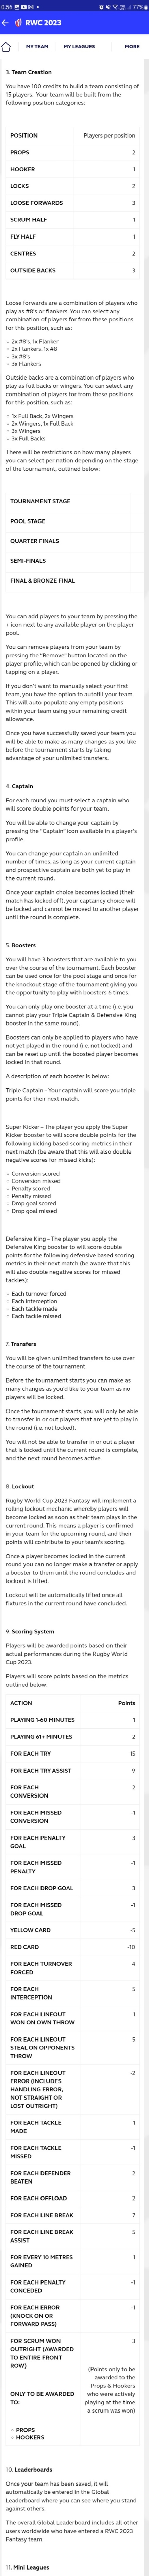 0:56
77%
RWC 2023
MY TEAM MY LEAGUES MORE
3. Team Creation
You have 100 credits to build a team consisting of
15 players. Your team will be built from the
following position categories:
POSITION Players per position
PROPS 2
HOOKER 1
LOCKS 2
LOOSE FORWARDS 3
SCRUM HALF 1
FLY HALF 1
CENTRES 2
OUTSIDE BACKS 3
Loose forwards are a combination of players who
play as #8's or flankers. You can select any
combination of players for from these positions
for this position, such as:
2x #8's, 1x Flanker
2x Flankers. 1x #8
3x #8's
3x Flankers
Outside backs are a combination of players who
play as full backs or wingers. You can select any
combination of players for from these positions
for this position, such as:
1x Full Back, 2x Wingers
2x Wingers, 1x Full Back
3x Wingers
3x Full Backs
There will be restrictions on how many players
you can select per nation depending on the stage
of the tournament, outlined below:
TOURNAMENT STAGE
POOL STAGE
QUARTER FINALS
SEMI-FINALS
FINAL & BRONZE FINAL
You can add players to your team by pressing the
+ icon next to any available player on the player
pool.
You can remove players from your team by
pressing the "Remove" button located on the
player profile, which can be opened by clicking or
tapping on a player.
If you don't want to manually select your first
team, you have the option to autofill your team.
This will auto-populate any empty positions
within your team using your remaining credit
allowance.
Once you have successfully saved your team you
will be able to make as many changes as you like
before the tournament starts by taking
advantage of your unlimited transfers.
4. Captain
For each round you must select a captain who
will score double points for your team.
You will be able to change your captain by
pressing the "Captain" icon available in a player's
profile.
You can change your captain an unlimited
number of times, as long as your current captain
and prospective captain are both yet to play in
the current round.
Once your captain choice becomes locked (their
match has kicked off), your captaincy choice will
be locked and cannot be moved to another player
until the round is complete.
5. Boosters
You will have 3 boosters that are available to you
over the course of the tournament. Each booster
can be used once for the pool stage and once for
the knockout stage of the tournament giving you
the opportunity to play with boosters 6 times.
You can only play one booster at a time (i.e. you
cannot play your Triple Captain & Defensive King
booster in the same round).
Boosters can only be applied to players who have
not yet played in the round (i.e. not locked) and
can be reset up until the boosted player becomes
locked in that round.
A description of each booster is below:
Triple Captain – Your captain will score you triple
points for their next match.
Super Kicker – The player you apply the Super
Kicker booster to will score double points for the
following kicking based scoring metrics in their
next match (be aware that this will also double
negative scores for missed kicks):
Conversion scored
Conversion missed
Penalty scored
Penalty missed
Drop goal scored
Drop goal missed
Defensive King – The player you apply the
Defensive King booster to will score double
points for the following defensive based scoring
metrics in their next match (be aware that this
will also double negative scores for missed
tackles):
Each turnover forced
Each interception
Each tackle made
Each tackle missed
7. Transfers
You will be given unlimited transfers to use over
the course of the tournament.
Before the tournament starts you can make as
many changes as you'd like to your team as no
players will be locked.
Once the tournament starts, you will only be able
to transfer in or out players that are yet to play in
the round (i.e. not locked).
You will not be able to transfer in or out a player
that is locked until the current round is complete,
and the next round becomes active.
8. Lockout
Rugby World Cup 2023 Fantasy will implement a
rolling lockout mechanic whereby players will
become locked as soon as their team plays in the
current round. This means a player is confirmed
in your team for the upcoming round, and their
points will contribute to your team's scoring.
Once a player becomes locked in the current
round you can no longer make a transfer or apply
a booster to them until the round concludes and
lockout is lifted.
Lockout will be automatically lifted once all
fixtures in the current round have concluded.
9. Scoring System
Players will be awarded points based on their
actual performances during the Rugby World
Cup 2023.
Players will score points based on the metrics
outlined below:
ACTION Points
PLAYING 1-60 MINUTES 1
PLAYING 61+ MINUTES 2
FOR EACH TRY 15
FOR EACH TRY ASSIST 9
FOR EACH 2
CONVERSION
FOR EACH MISSED -1
CONVERSION
FOR EACH PENALTY 3
GOAL
FOR EACH MISSED -1
PENALTY
FOR EACH DROP GOAL 3
FOR EACH MISSED -1
DROP GOAL
YELLOW CARD -5
RED CARD -10
FOR EACH TURNOVER 4
FORCED
FOR EACH 5
INTERCEPTION
FOR EACH LINEOUT 1
WON ON OWN THROW
FOR EACH LINEOUT 5
STEAL ON OPPONENTS
THROW
FOR EACH LINEOUT -2
ERROR (INCLUDES
HANDLING ERROR,
NOT STRAIGHT OR
LOST OUTRIGHT)
FOR EACH TACKLE 1
MADE
FOR EACH TACKLE -1
MISSED
FOR EACH DEFENDER 2
BEATEN
FOR EACH OFFLOAD 2
FOR EACH LINE BREAK 7
FOR EACH LINE BREAK 5
ASSIST
FOR EVERY 10 METRES 1
GAINED
FOR EACH PENALTY -1
CONCEDED
FOR EACH ERROR -1
(KNOCK ON OR
FORWARD PASS)
FOR SCRUM WON 3
OUTRIGHT (AWARDED
TO ENTIRE FRONT
ROW)
ONLY TO BE AWARDED
TO:
PROPS
HOOKERS
(Points only to be
awarded to the
Props & Hookers
who were actively
playing at the time
a scrum was won)
10. Leaderboards
Once your team has been saved, it will
automatically be entered in the Global
Leaderboard where you can see where you stand
against others.
The overall Global Leaderboard includes all other
users worldwide who have entered a RWC 2023
Fantasy team.
11. Mini Leagues